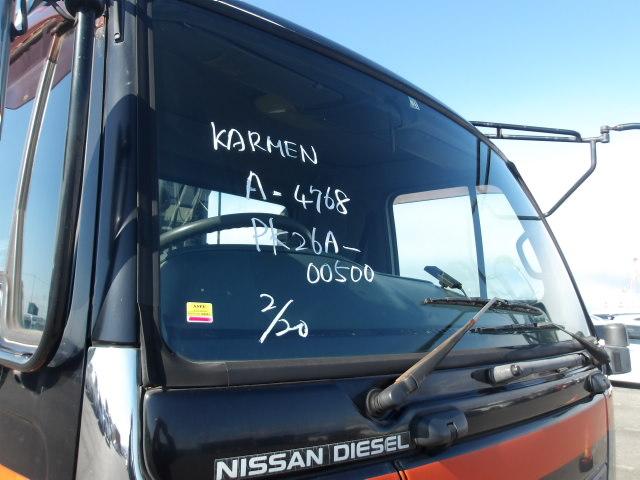 KARMEN
A-4768
PK26A-
00500
2/20
NISSAN DIESEL